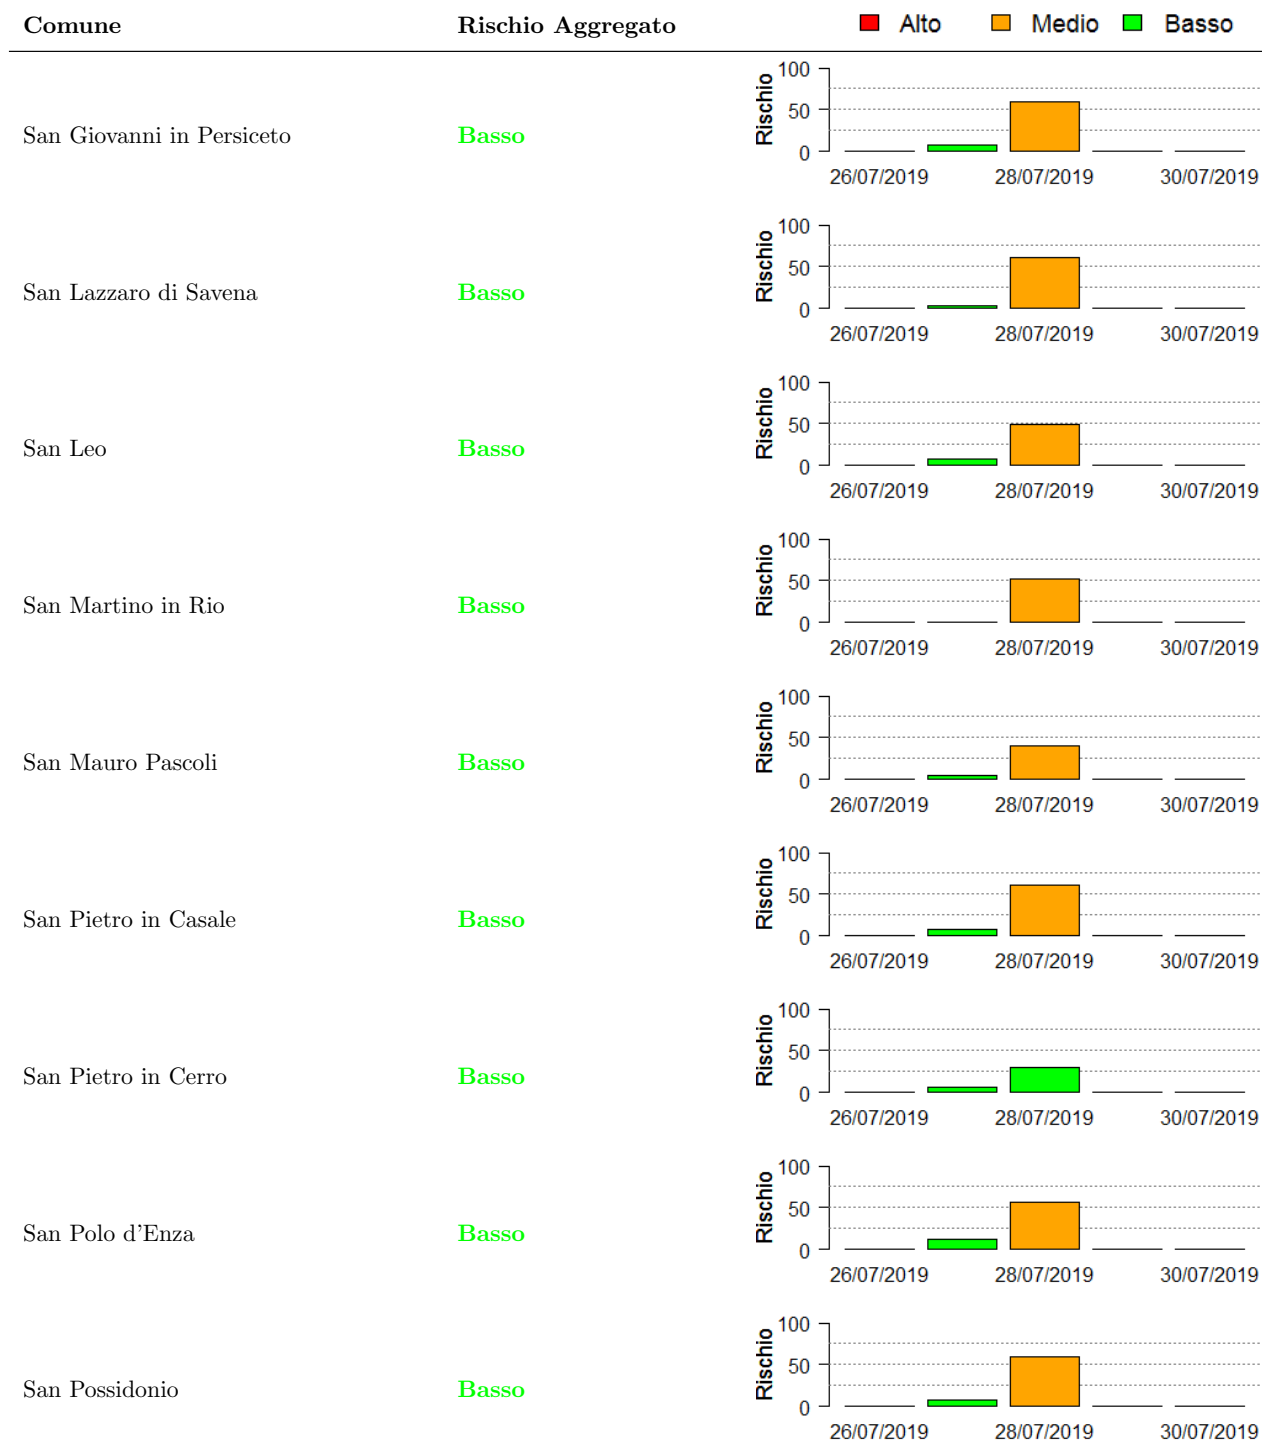 Comune Rischio Aggregato Alto Medio Basso
San Giovanni in Persiceto Basso
Rischio
100
50
0
26/07/2019 28/07/2019 30/07/2019
San Lazzaro di Savena Basso
Rischio
100
50
0
26/07/2019 28/07/2019 30/07/2019
San Leo Basso
Rischio
100
50
0
26/07/2019 28/07/2019 30/07/2019
San Martino in Rio Basso
Rischio
100
50
0
26/07/2019 28/07/2019 30/07/2019
San Mauro Pascoli Basso
Rischio
100
50
0
26/07/2019 28/07/2019 30/07/2019
San Pietro in Casale Basso
Rischio
100
50
0
26/07/2019 28/07/2019 30/07/2019
San Pietro in Cerro Basso
Rischio
100
50
0
26/07/2019 28/07/2019 30/07/2019
San Polo d'Enza Basso
Rischio
100
50
0
26/07/2019 28/07/2019 30/07/2019
San Possidonio Basso
Rischio
100
50
0
26/07/2019 28/07/2019 30/07/2019